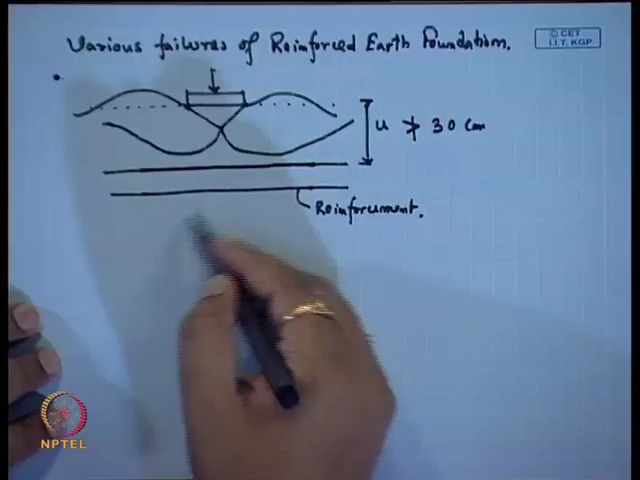 Various failures of Reinforced Earth Foundation.
© CET
I.I.T. KGP
u ≯ 30 cm
Reinforcement.
NPTEL